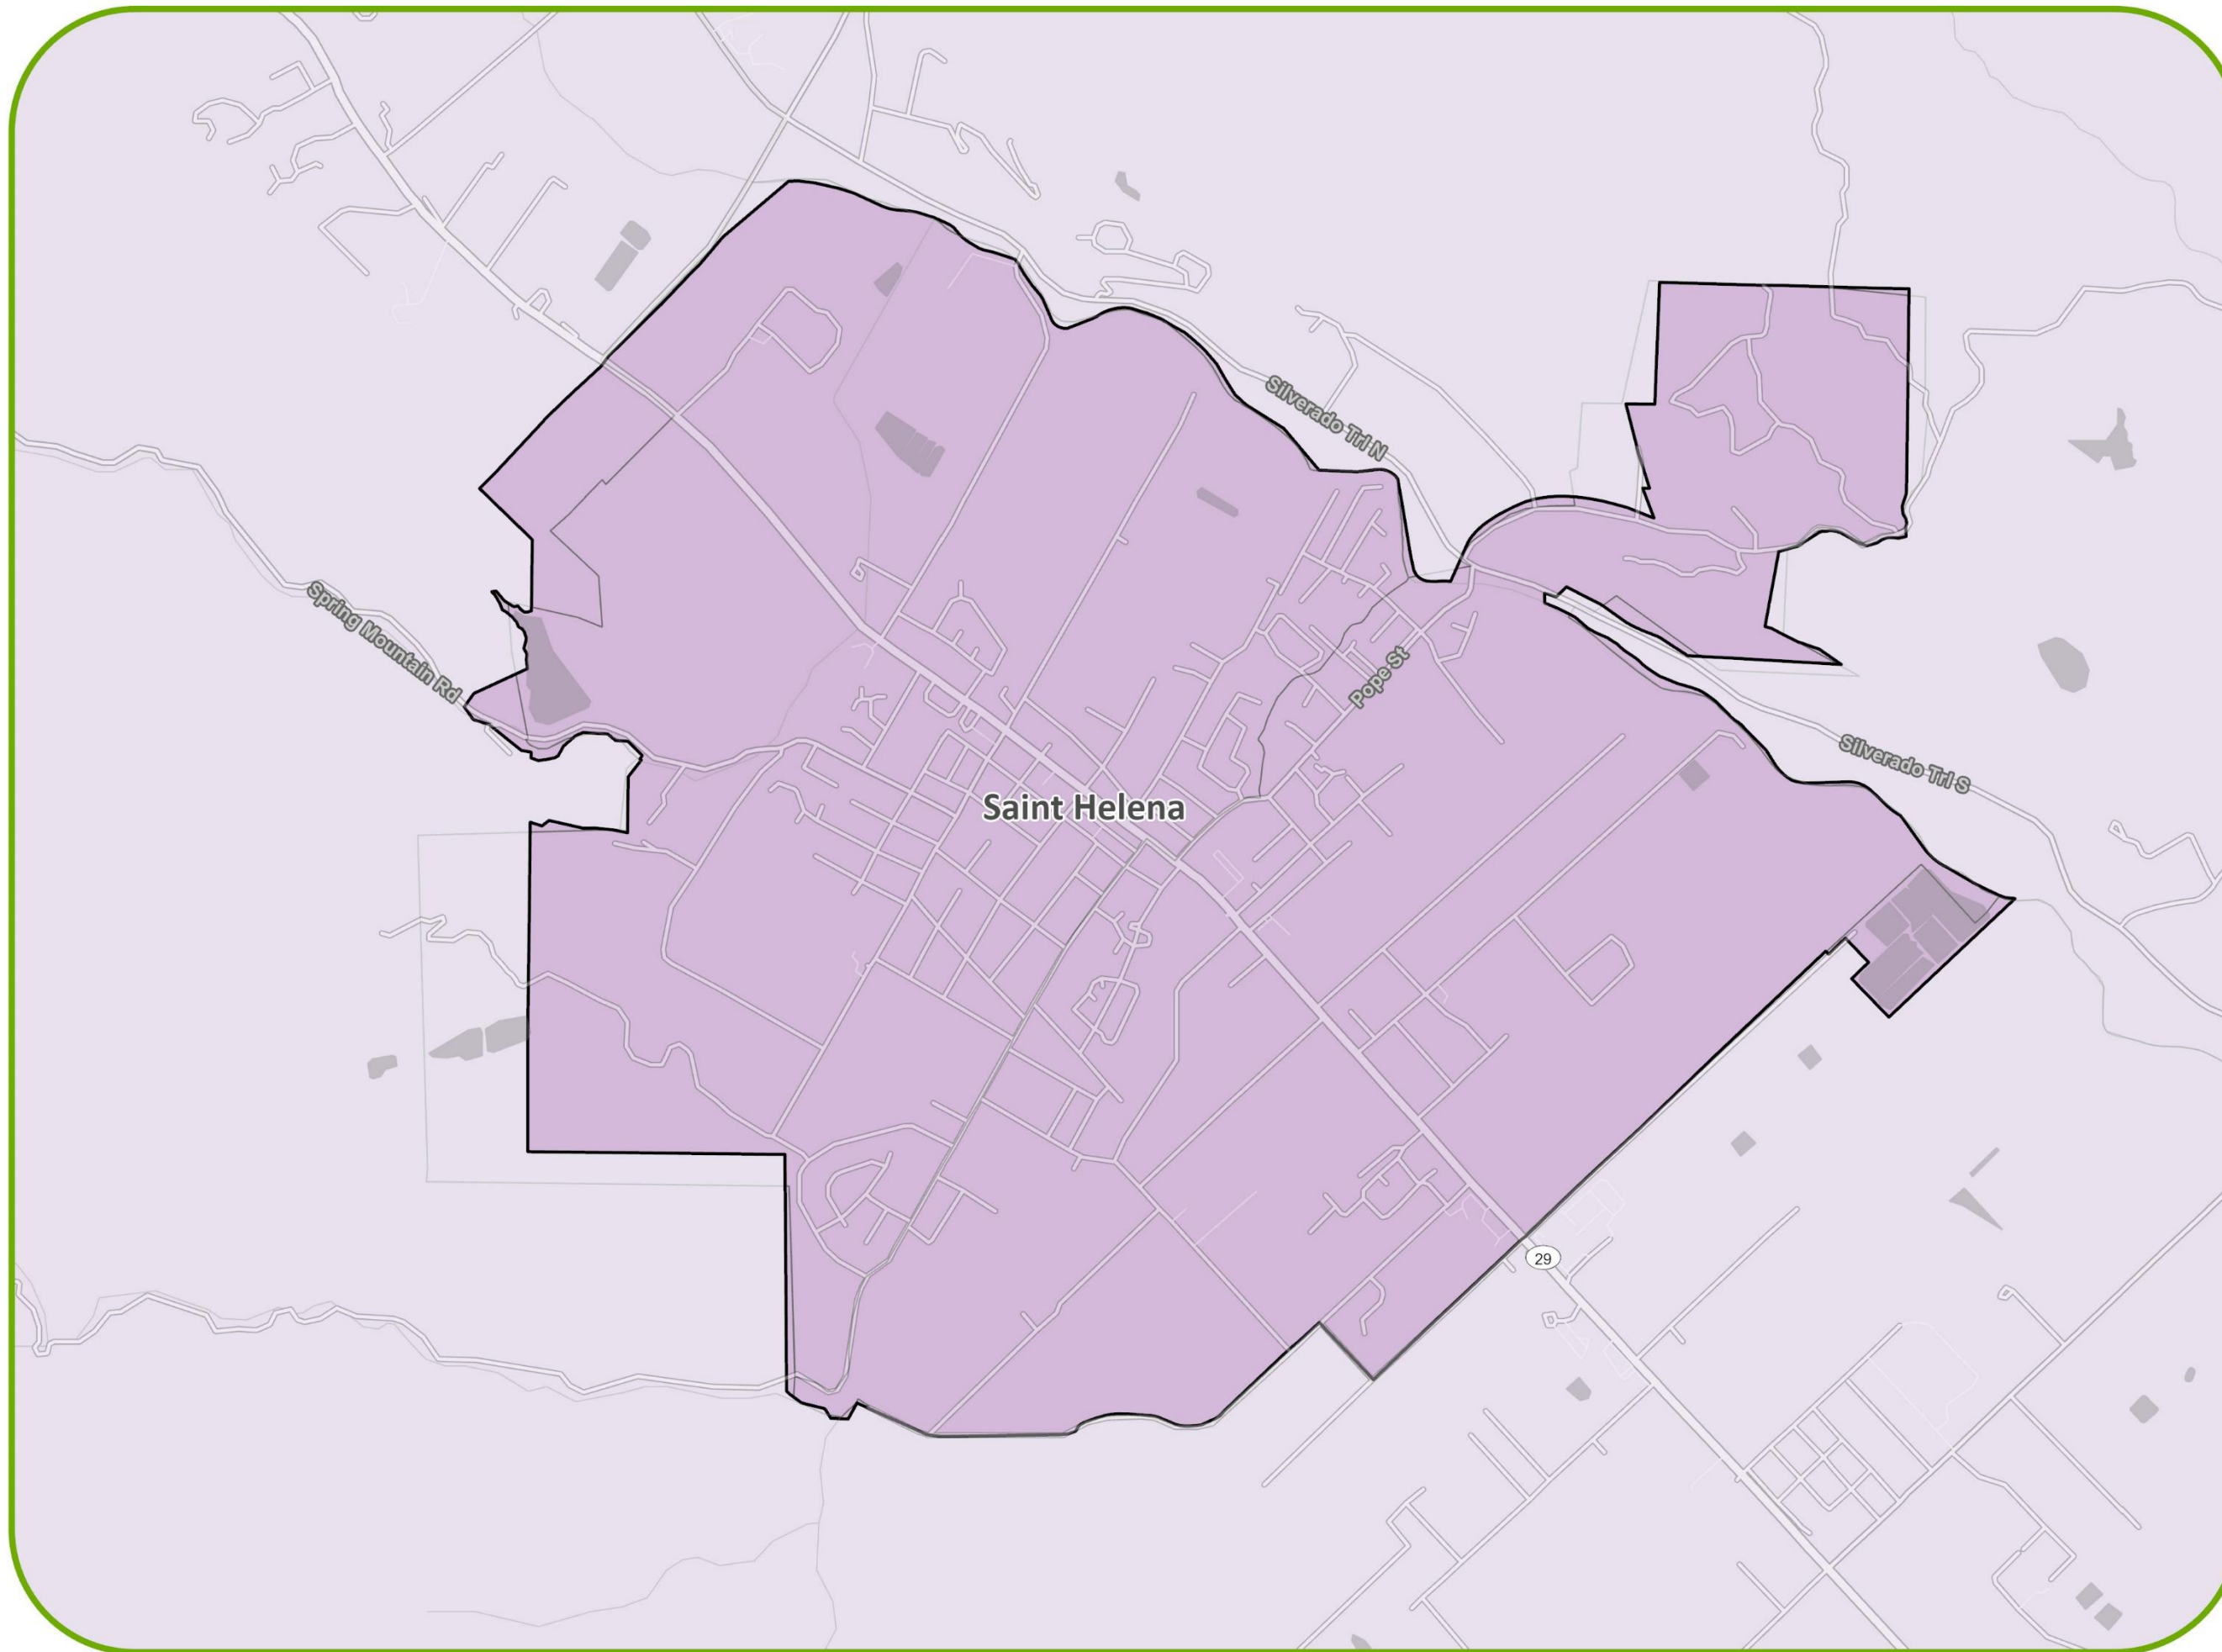 Silverado Trl N
Spring Mountain Rd
Pope St
Silverado Trl S
Saint Helena
29